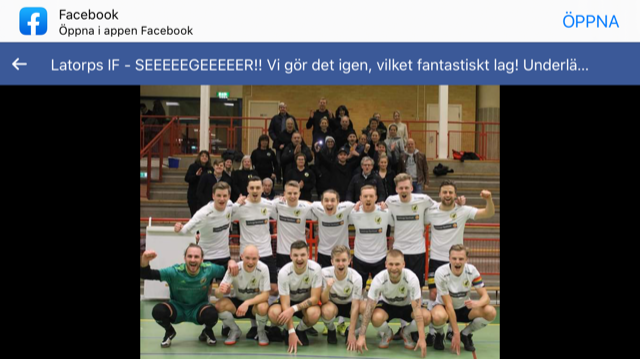 Facebook
Öppna i appen Facebook
ÖPPNA
Latorps IF - SEEEEEGEEEEER!! Vi gör det igen, vilket fantastiskt lag! Underlä...